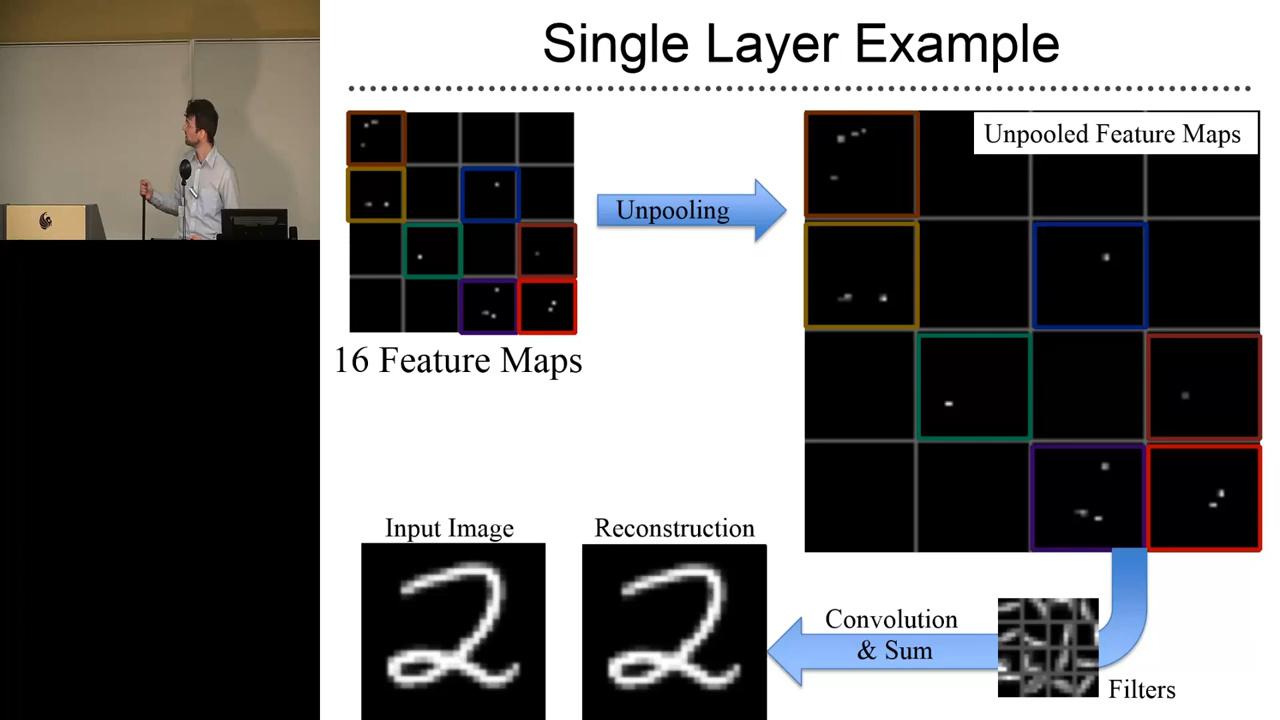 Single Layer Example
Unpooled Feature Maps
Unpooling
16 Feature Maps
Input Image
Reconstruction
Convolution
& Sum
Filters